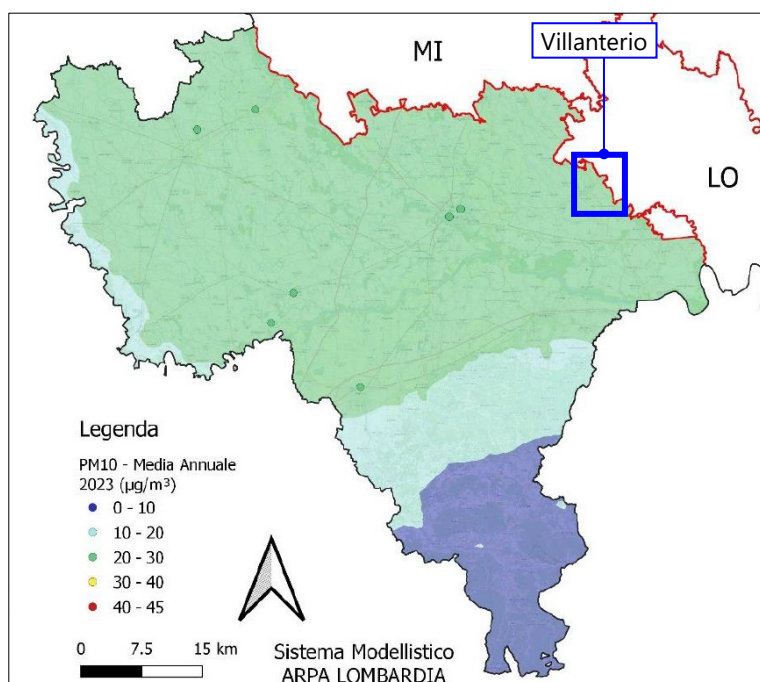 Villanterio
MI
LO
Legenda
PM10 - Media Annuale
2023 (µg/m³)
0 - 10
10 - 20
20 - 30
30 - 40
40 - 45
0 7.5 15 km
Sistema Modellistico
ARPA LOMBARDIA